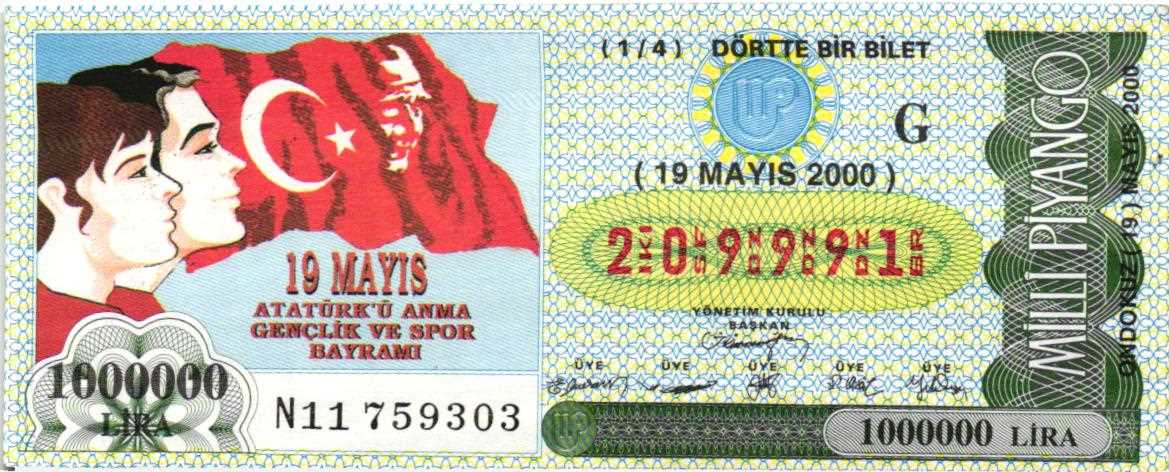 19 MAYIS
ATATÜRK'Ü ANMA
GENÇLİK VE SPOR
BAYRAMI
1000000
LİRA
N11 759303
(1/4) DÖRTTE BİR BİLET
G
(19 MAYIS 2000)
2 0 9 9 9 1
YÖNETİM KURULU
BAŞKAN
ÜYE ÜYE ÜYE ÜYE ÜYE
1000000 LİRA
MİLLİ PİYANGO
ONDOKUZ (19) MAYIS 2000